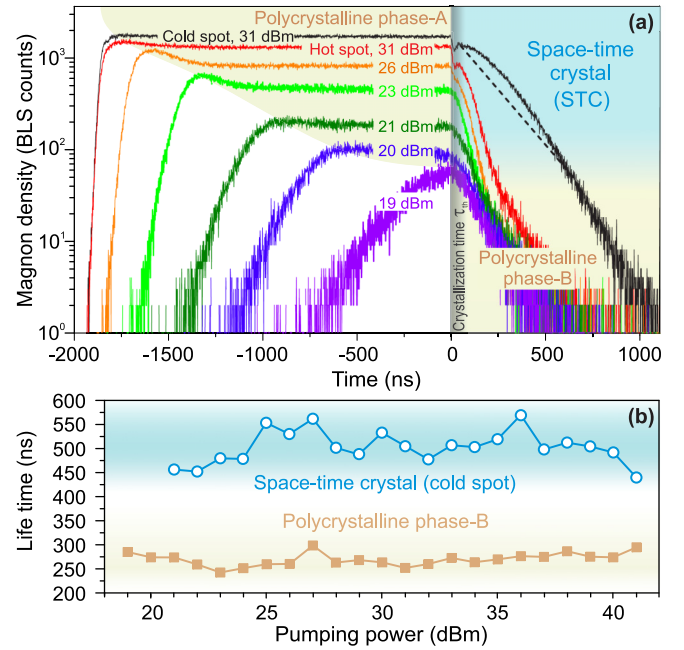 Polycrystalline phase-A
(a)
Cold spot, 31 dBm
Hot spot, 31 dBm
26 dBm
23 dBm
21 dBm
20 dBm
19 dBm
Space-time
crystal
(STC)
Crystallization time τth
Polycrystalline
phase-B
Magnon density (BLS counts)
10³
10²
10¹
10⁰
-2000
-1500
-1000
-500
0
500
1000
Time (ns)
(b)
Life time (ns)
600
550
500
450
400
350
300
250
200
Space-time crystal (cold spot)
Polycrystalline phase-B
20
25
30
35
40
Pumping power (dBm)